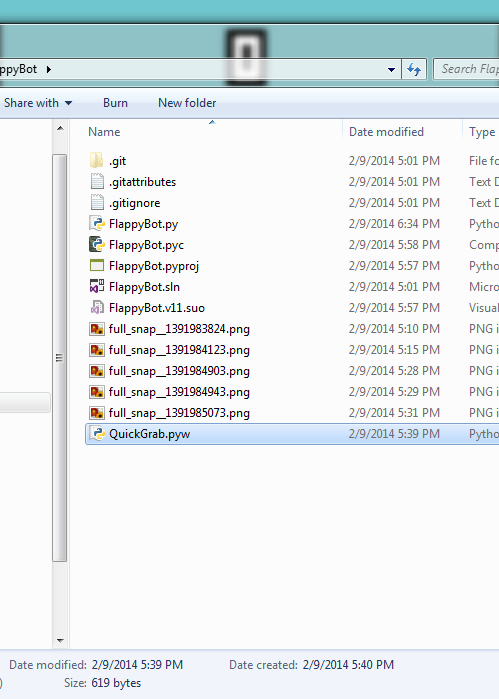 0
ppyBot
Search Flap
Share with Burn New folder
Name Date modified Type
.git 2/9/2014 5:01 PM File fo
.gitattributes 2/9/2014 5:01 PM Text D
.gitignore 2/9/2014 5:01 PM Text D
FlappyBot.py 2/9/2014 6:34 PM Pytho
FlappyBot.pyc 2/9/2014 5:58 PM Comp
FlappyBot.pyproj 2/9/2014 5:57 PM Pytho
FlappyBot.sln 2/9/2014 5:01 PM Micro
FlappyBot.v11.suo 2/9/2014 5:57 PM Visua
full_snap__1391983824.png 2/9/2014 5:10 PM PNG i
full_snap__1391984123.png 2/9/2014 5:15 PM PNG i
full_snap__1391984903.png 2/9/2014 5:28 PM PNG i
full_snap__1391984943.png 2/9/2014 5:29 PM PNG i
full_snap__1391985073.png 2/9/2014 5:31 PM PNG i
QuickGrab.pyw 2/9/2014 5:39 PM Pytho
Date modified: 2/9/2014 5:39 PM Date created: 2/9/2014 5:40 PM
) Size: 619 bytes